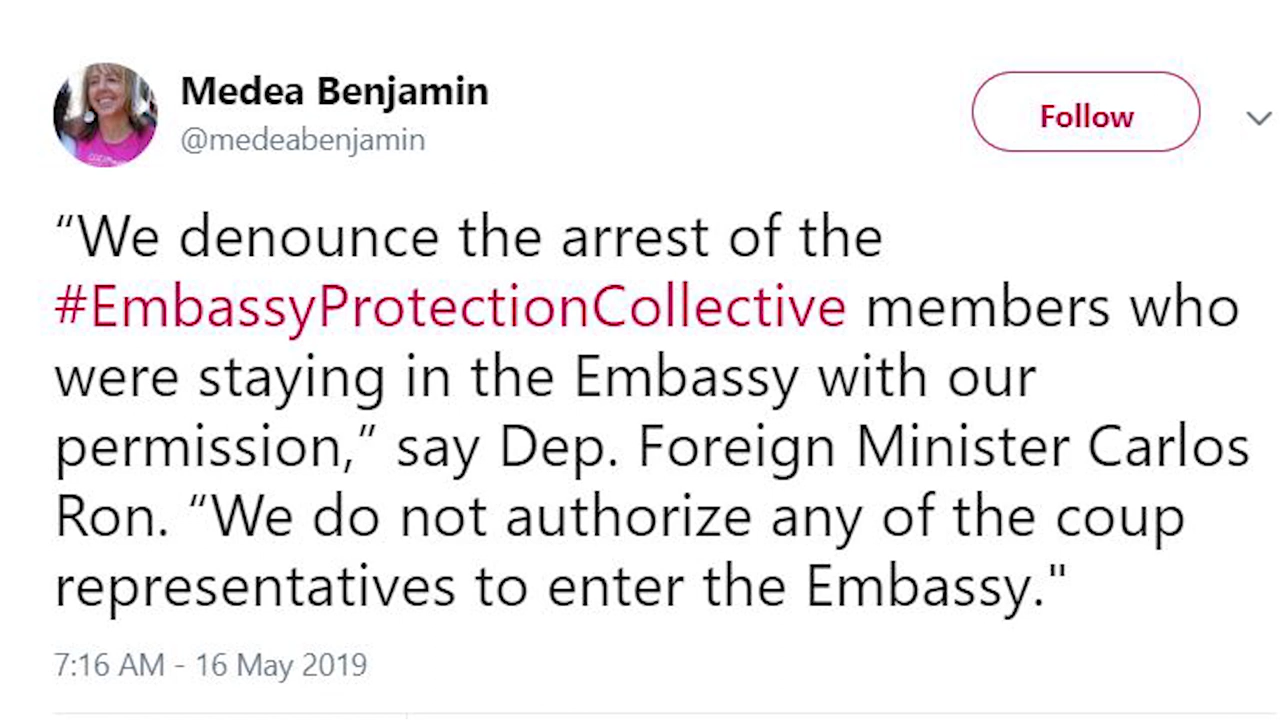 Medea Benjamin
@medeabenjamin
Follow
“We denounce the arrest of the
#EmbassyProtectionCollective members who
were staying in the Embassy with our
permission,” say Dep. Foreign Minister Carlos
Ron. “We do not authorize any of the coup
representatives to enter the Embassy."
7:16 AM - 16 May 2019